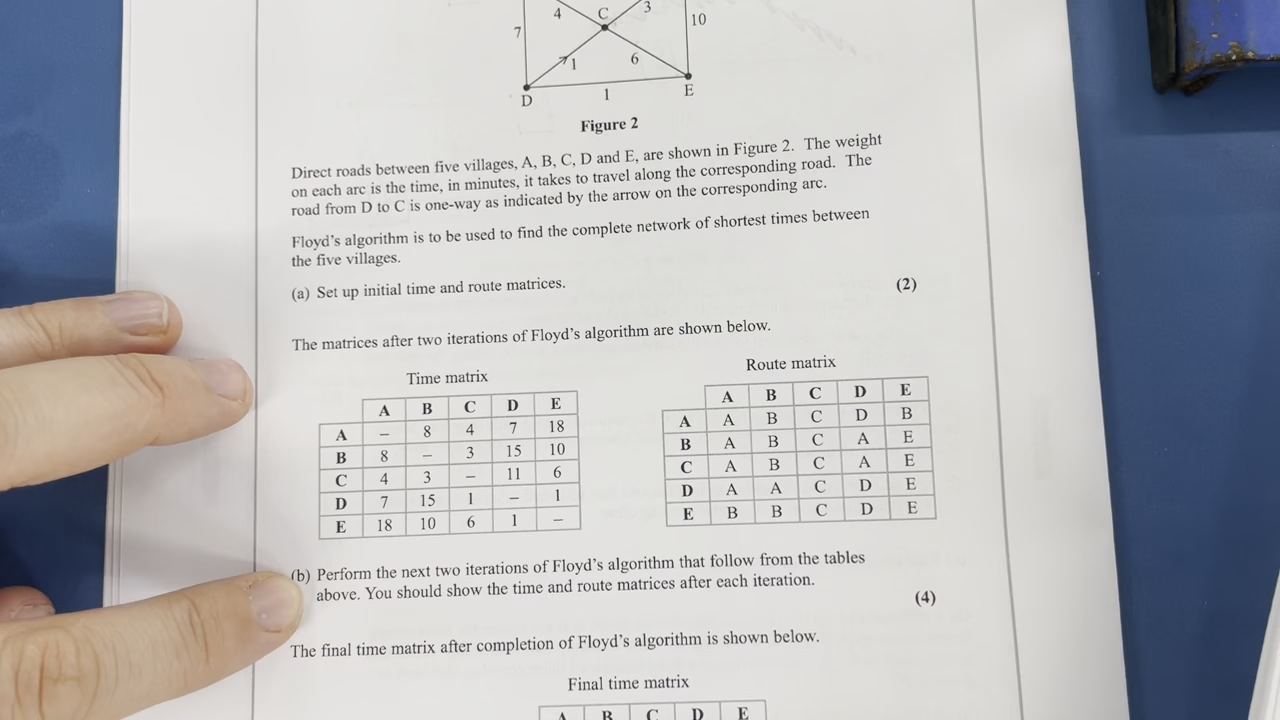 4 C 3
7 10
1 6
D 1 E
Figure 2
Direct roads between five villages, A, B, C, D and E, are shown in Figure 2. The weight
on each arc is the time, in minutes, it takes to travel along the corresponding road. The
road from D to C is one-way as indicated by the arrow on the corresponding arc.
Floyd's algorithm is to be used to find the complete network of shortest times between
the five villages.
(a) Set up initial time and route matrices.
(2)
The matrices after two iterations of Floyd's algorithm are shown below.
Time matrix
A B C D E
A – 8 4 7 18
B 8 – 3 15 10
C 4 3 – 11 6
D 7 15 1 – 1
E 18 10 6 1 –
Route matrix
A B C D E
A A B C D B
B A B C A E
C A B C A E
D A A C D E
E B B C D E
(b) Perform the next two iterations of Floyd's algorithm that follow from the tables
above. You should show the time and route matrices after each iteration.
(4)
The final time matrix after completion of Floyd's algorithm is shown below.
Final time matrix
A B C D E